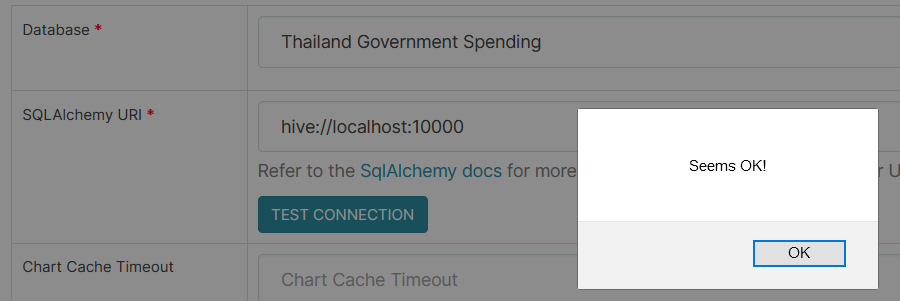 Database *
Thailand Government Spending
SQLAlchemy URI *
hive://localhost:10000
Refer to the SqlAlchemy docs for more
r U
TEST CONNECTION
Seems OK!
OK
Chart Cache Timeout
Chart Cache Timeout